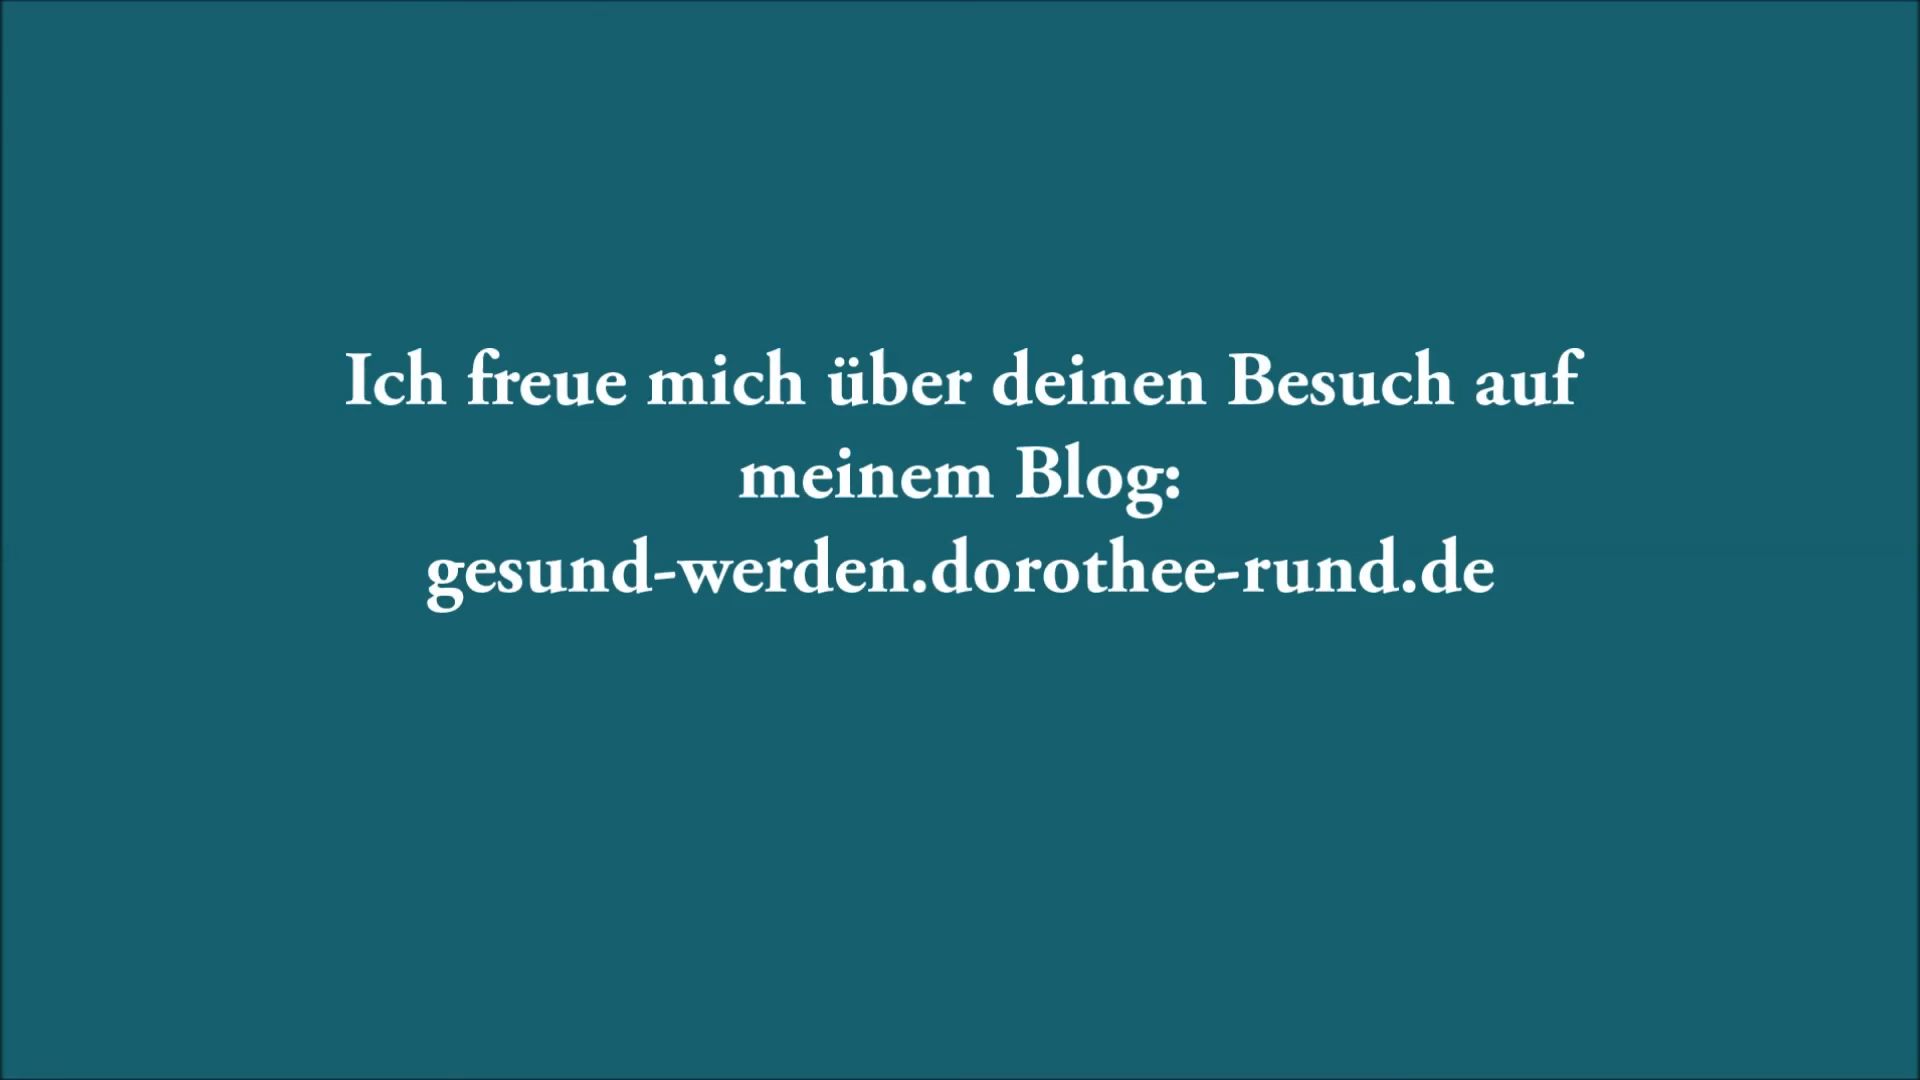 Ich freue mich über deinen Besuch auf
meinem Blog:
gesund-werden.dorothee-rund.de